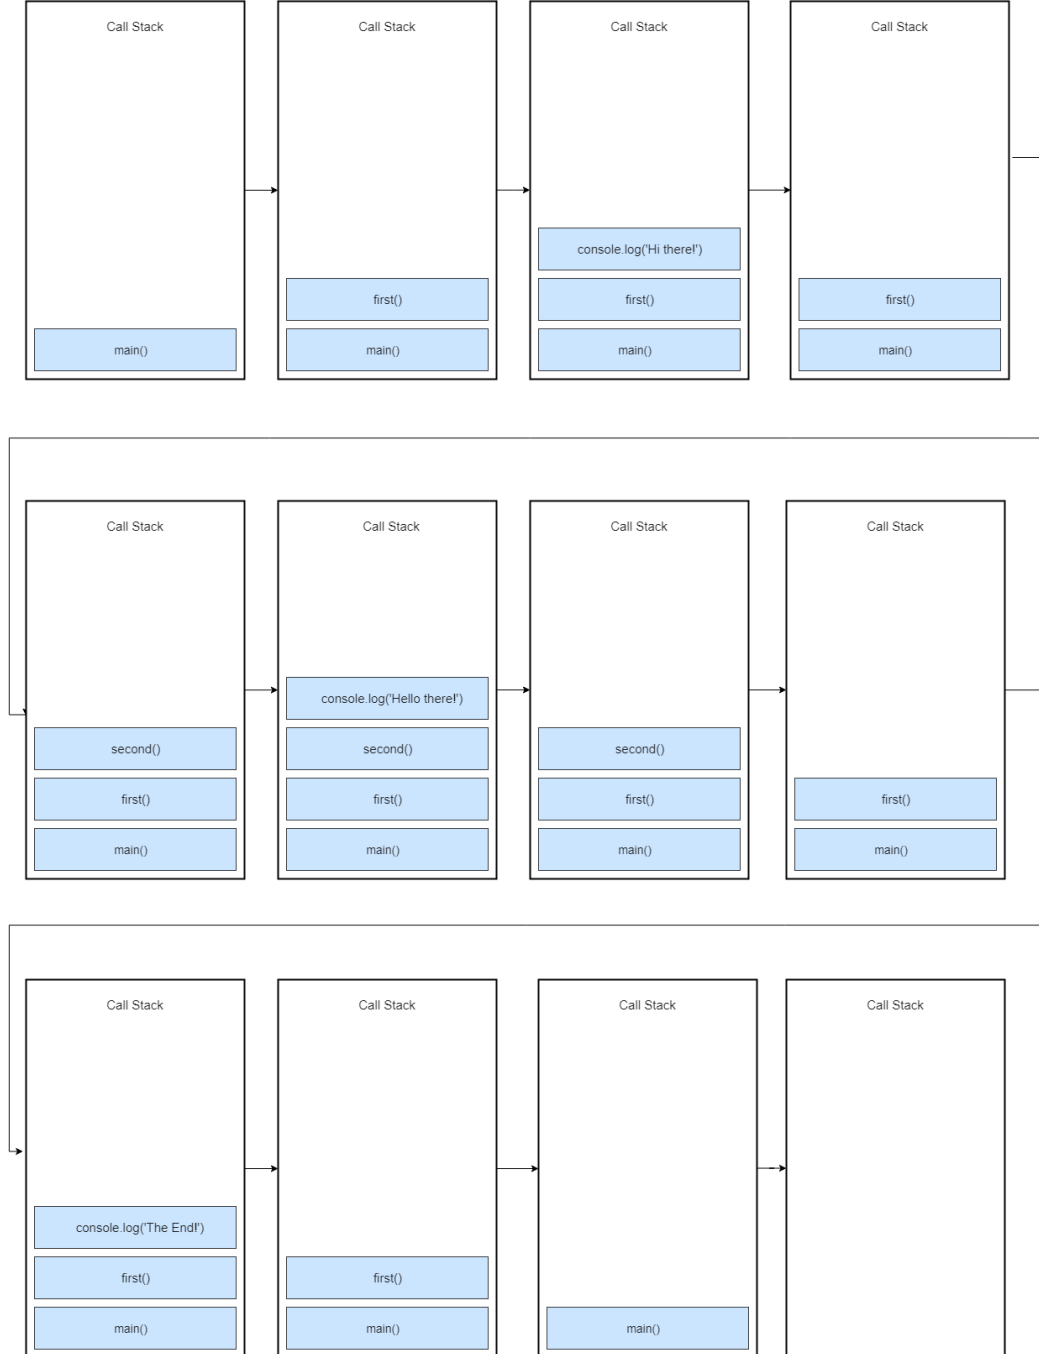 Call Stack
main()
Call Stack
first()
main()
Call Stack
console.log('Hi there!')
first()
main()
Call Stack
first()
main()
Call Stack
second()
first()
main()
Call Stack
console.log('Hello there!')
second()
first()
main()
Call Stack
second()
first()
main()
Call Stack
first()
main()
Call Stack
console.log('The End!')
first()
main()
Call Stack
first()
main()
Call Stack
main()
Call Stack